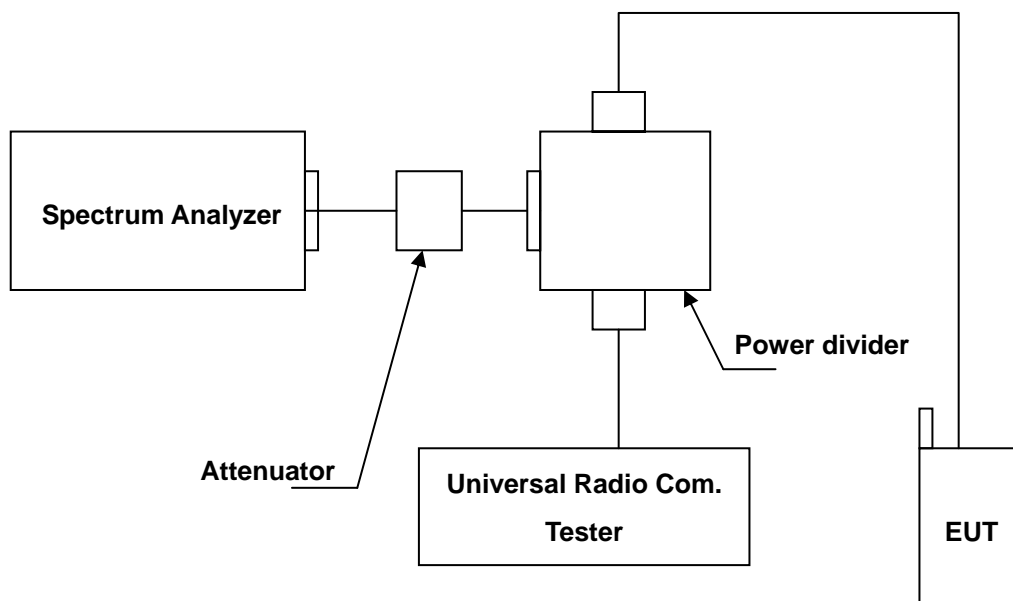 Spectrum Analyzer
Power divider
Attenuator
Universal Radio Com.
Tester
EUT